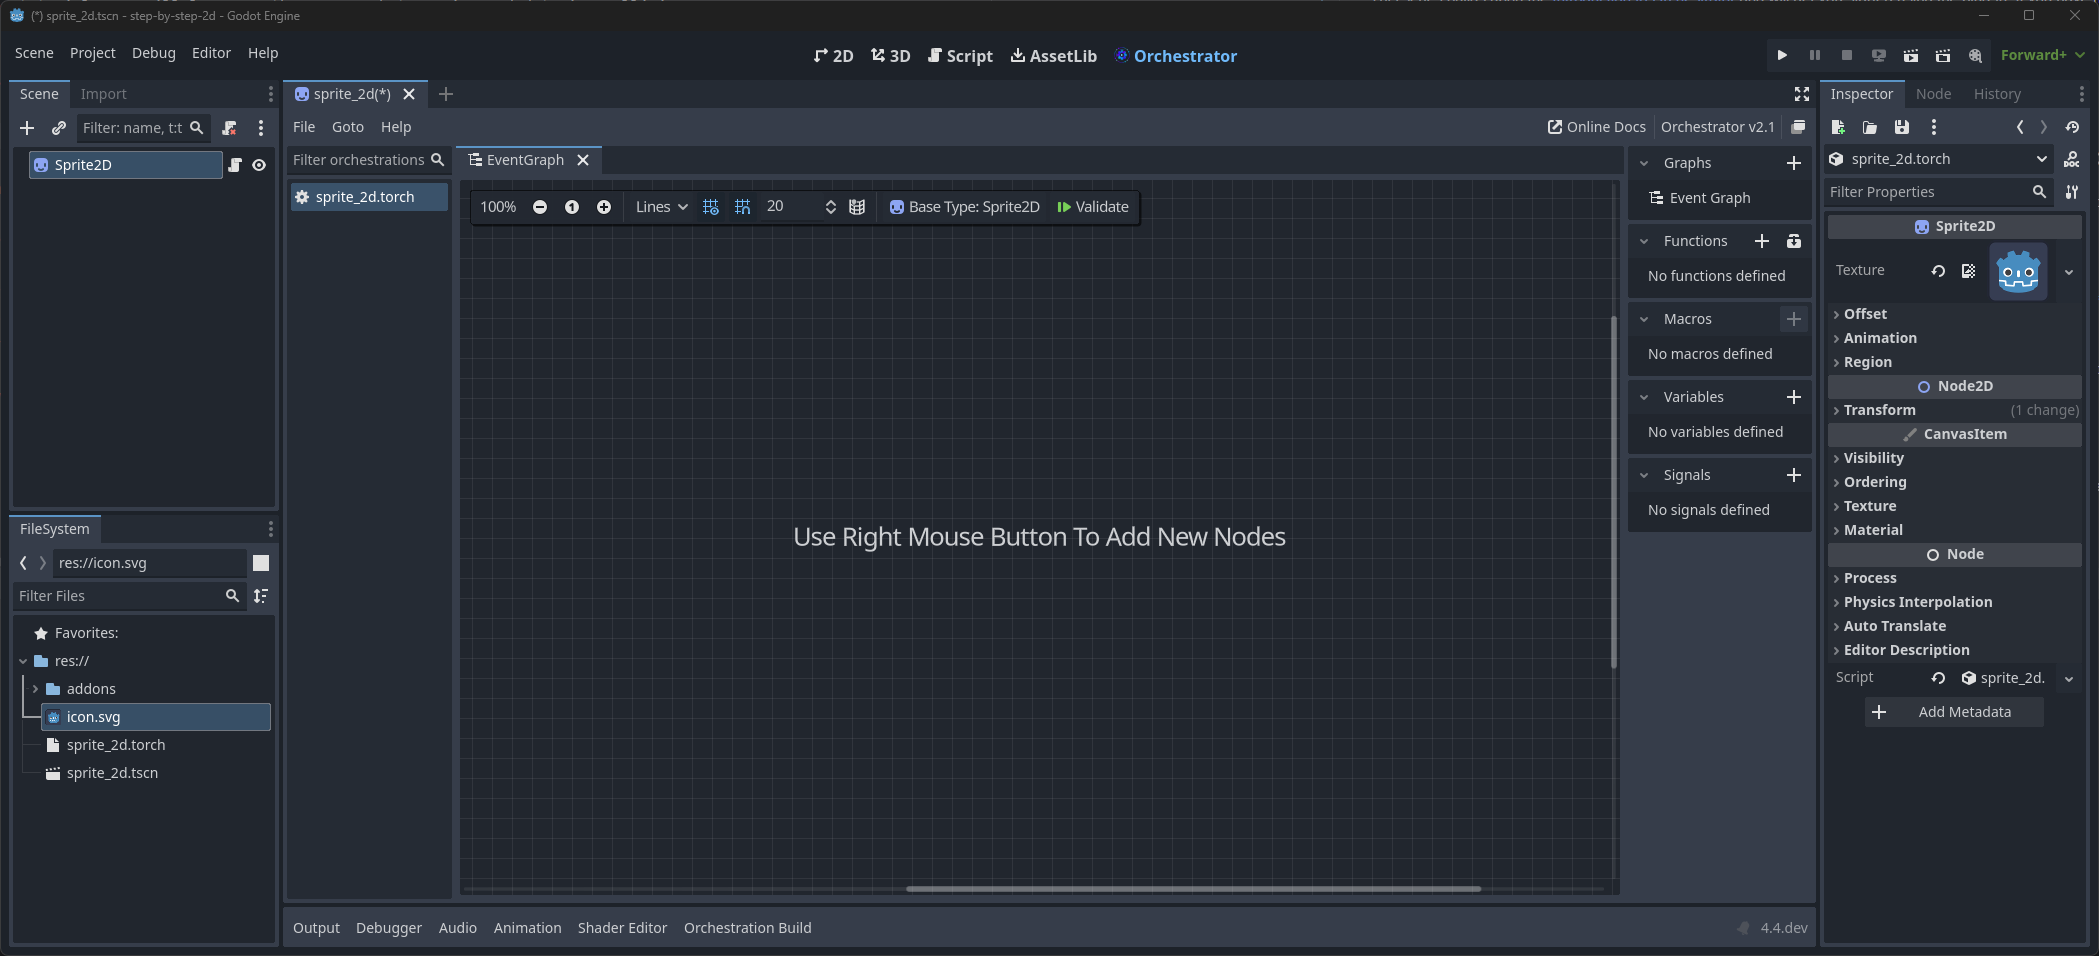 (*) sprite_2d.tscn - step-by-step-2d - Godot Engine
Scene Project Debug Editor Help
2D 3D Script AssetLib Orchestrator
Forward+
Scene Import
Filter: name, t:t
Sprite2D
FileSystem
res://icon.svg
Filter Files
Favorites:
res://
addons
icon.svg
sprite_2d.torch
sprite_2d.tscn
sprite_2d(*)
File Goto Help
Online Docs Orchestrator v2.1
Filter orchestrations
sprite_2d.torch
EventGraph
100% 1 Lines 20 Base Type: Sprite2D Validate
Use Right Mouse Button To Add New Nodes
Graphs
Event Graph
Functions
No functions defined
Macros
No macros defined
Variables
No variables defined
Signals
No signals defined
Output Debugger Audio Animation Shader Editor Orchestration Build
4.4.dev
Inspector Node History
sprite_2d.torch
Filter Properties
Sprite2D
Texture
Offset
Animation
Region
Node2D
Transform (1 change)
CanvasItem
Visibility
Ordering
Texture
Material
Node
Process
Physics Interpolation
Auto Translate
Editor Description
Script sprite_2d.
Add Metadata